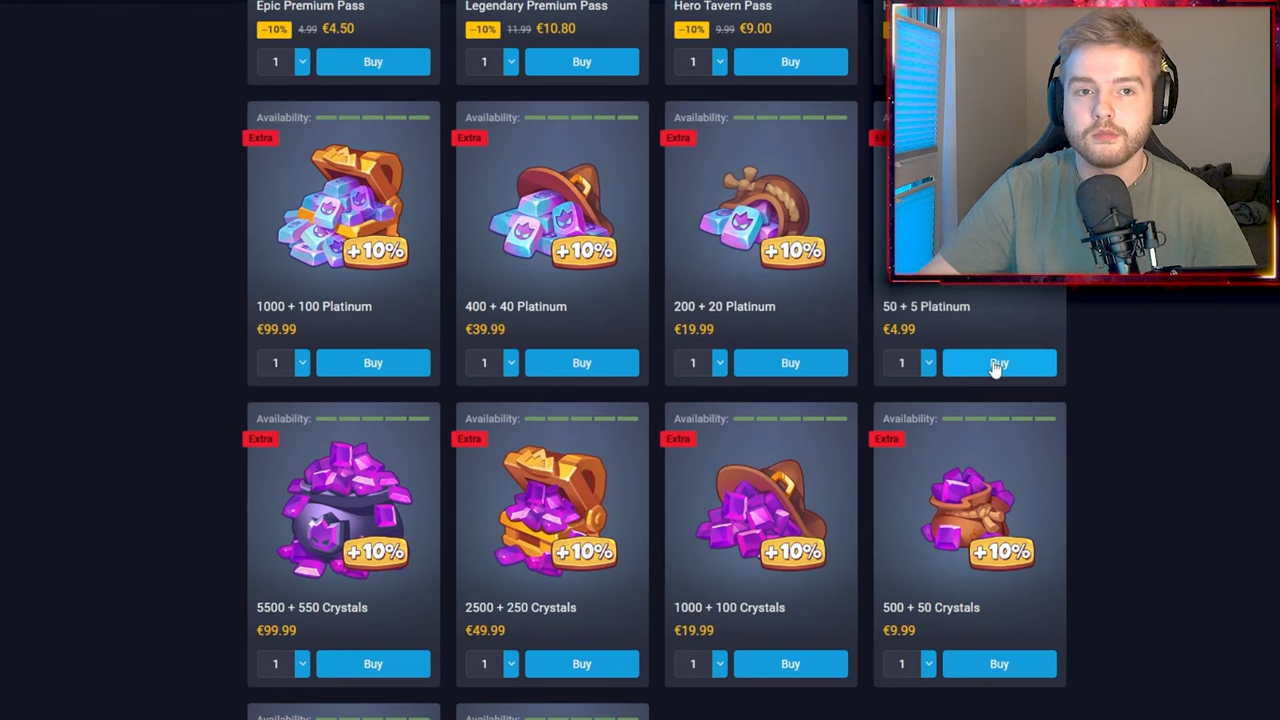 Epic Premium Pass
-10% 4.99 €4.50
1 Buy
Legendary Premium Pass
-10% 11.99 €10.80
1 Buy
Hero Tavern Pass
-10% 9.99 €9.00
1 Buy
Availability:
Extra
+10%
1000 + 100 Platinum
€99.99
1 Buy
Availability:
Extra
+10%
400 + 40 Platinum
€39.99
1 Buy
Availability:
Extra
+10%
200 + 20 Platinum
€19.99
1 Buy
50 + 5 Platinum
€4.99
1 Buy
Availability:
Extra
+10%
5500 + 550 Crystals
€99.99
1 Buy
Availability:
Extra
+10%
2500 + 250 Crystals
€49.99
1 Buy
Availability:
Extra
+10%
1000 + 100 Crystals
€19.99
1 Buy
Availability:
Extra
+10%
500 + 50 Crystals
€9.99
1 Buy
Availability:
Availability: